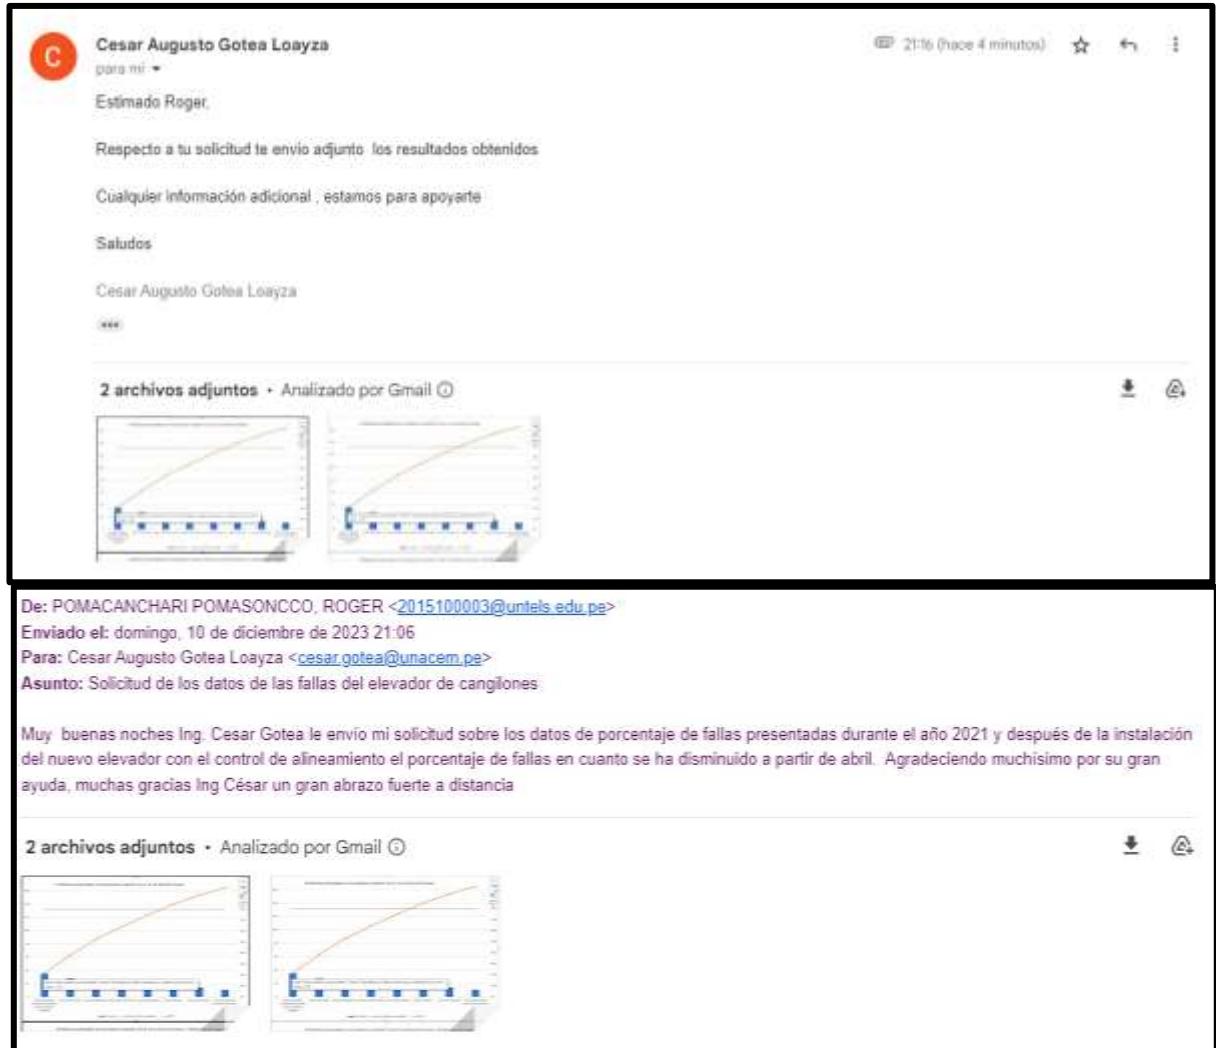 C
Cesar Augusto Gotea Loayza
21:16 (hace 4 minutos)
para mí
Estimado Roger,
Respecto a tu solicitud te envio adjunto los resultados obtenidos
Cualquier información adicional , estamos para apoyarte
Saludos
Cesar Augusto Gotea Loayza
2 archivos adjuntos • Analizado por Gmail
De: POMACANCHARI POMASONCCO, ROGER <2015100003@untels.edu.pe>
Enviado el: domingo, 10 de diciembre de 2023 21:06
Para: Cesar Augusto Gotea Loayza <cesar.gotea@unacem.pe>
Asunto: Solicitud de los datos de las fallas del elevador de cangilones
Muy buenas noches Ing. Cesar Gotea le envio mi solicitud sobre los datos de porcentaje de fallas presentadas durante el año 2021 y después de la instalación
del nuevo elevador con el control de alineamiento el porcentaje de fallas en cuanto se ha disminuido a partir de abril. Agradeciendo muchísimo por su gran
ayuda, muchas gracias Ing César un gran abrazo fuerte a distancia
2 archivos adjuntos • Analizado por Gmail